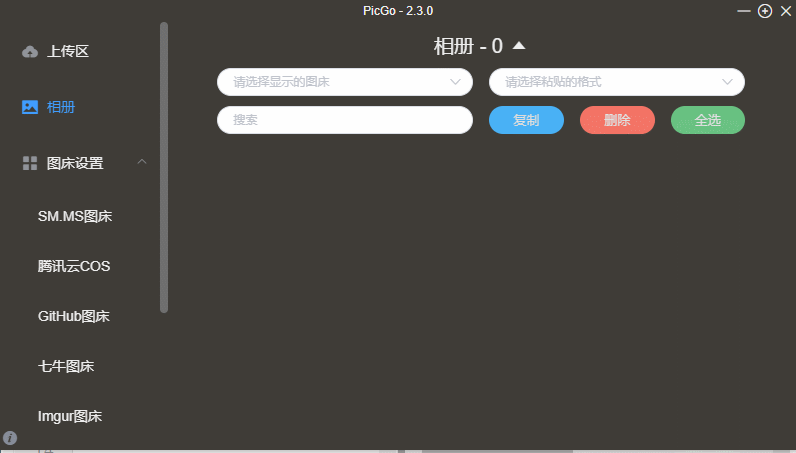 PicGo - 2.3.0
上传区
相册
图床设置
SM.MS图床
腾讯云COS
GitHub图床
七牛图床
Imgur图床
相册 - 0
请选择显示的图床
请选择粘贴的格式
搜索
复制
删除
全选